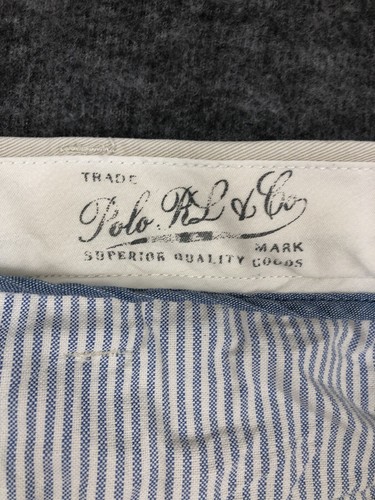 TRADE
Polo. RL & Co
MARK
SUPERIOR QUALITY GOODS